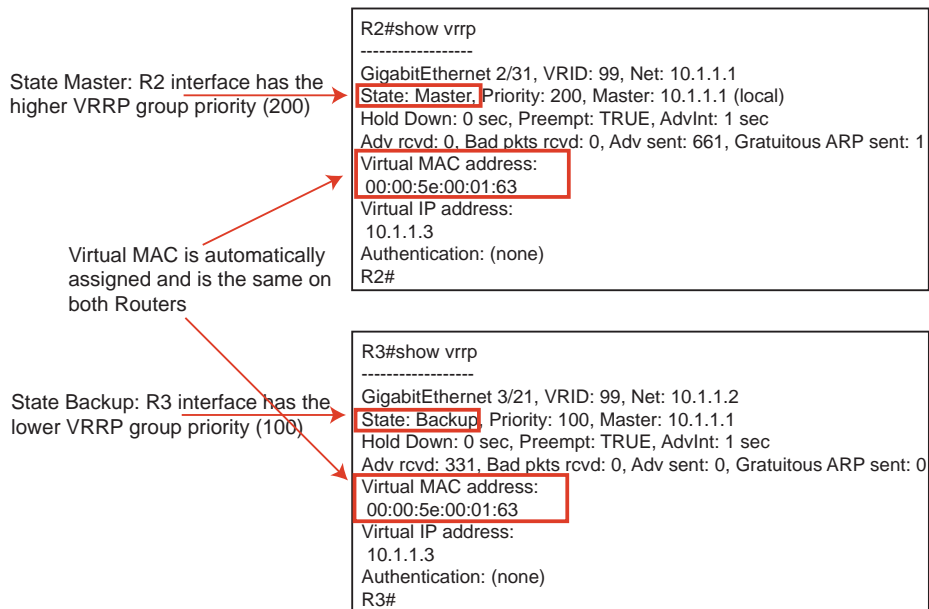 R2#show vrrp
------------------
GigabitEthernet 2/31, VRID: 99, Net: 10.1.1.1
State: Master, Priority: 200, Master: 10.1.1.1 (local)
Hold Down: 0 sec, Preempt: TRUE, AdvInt: 1 sec
Adv rcvd: 0, Bad pkts rcvd: 0, Adv sent: 661, Gratuitous ARP sent: 1
Virtual MAC address:
00:00:5e:00:01:63
Virtual IP address:
10.1.1.3
Authentication: (none)
R2#
State Master: R2 interface has the
higher VRRP group priority (200)
Virtual MAC is automatically
assigned and is the same on
both Routers
R3#show vrrp
------------------
GigabitEthernet 3/21, VRID: 99, Net: 10.1.1.2
State: Backup, Priority: 100, Master: 10.1.1.1
Hold Down: 0 sec, Preempt: TRUE, AdvInt: 1 sec
Adv rcvd: 331, Bad pkts rcvd: 0, Adv sent: 0, Gratuitous ARP sent: 0
Virtual MAC address:
00:00:5e:00:01:63
Virtual IP address:
10.1.1.3
Authentication: (none)
R3#
State Backup: R3 interface has the
lower VRRP group priority (100)